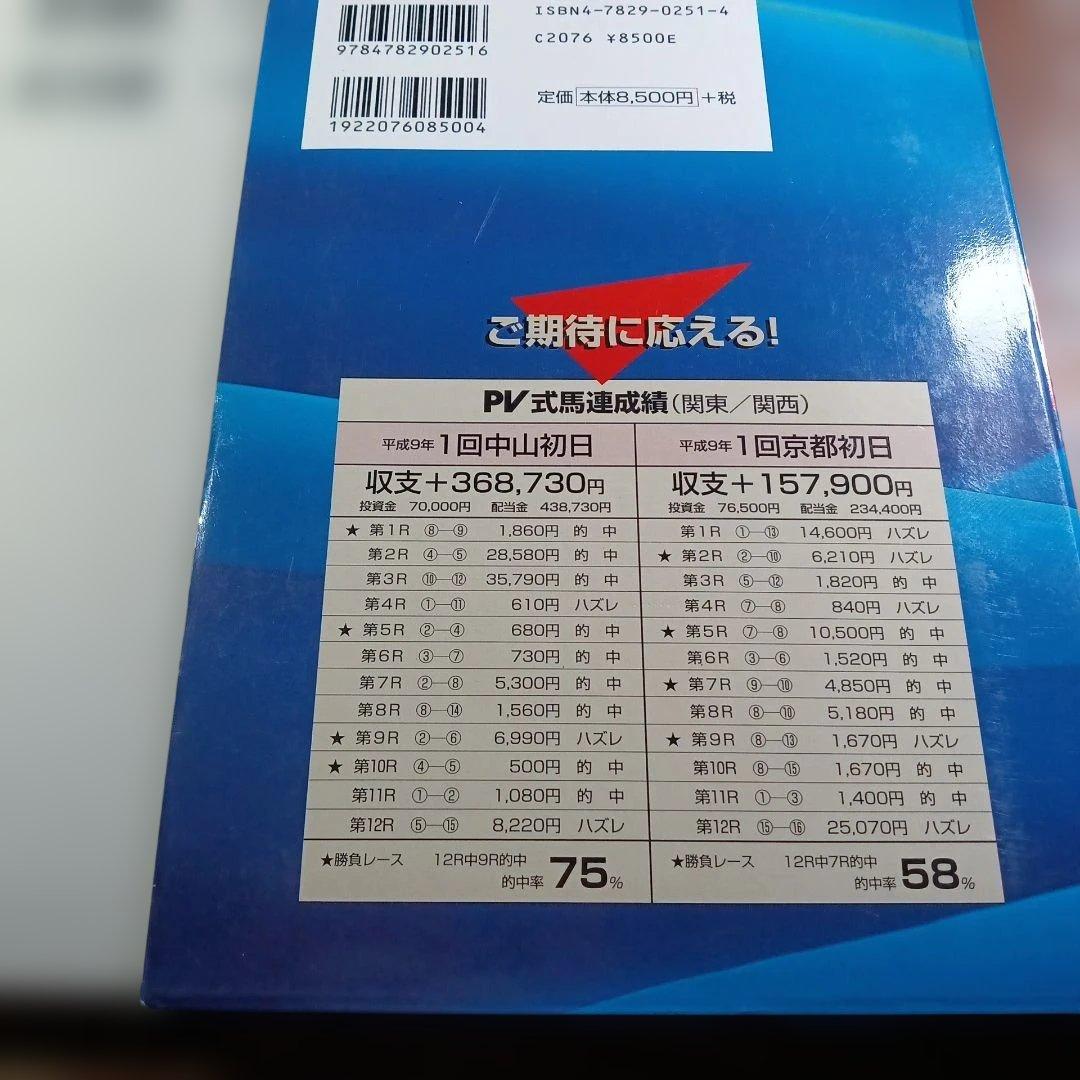 ISBN4-7829-0251-4
9784782902516
C2076 ¥8500E
定価 本体8,500円 +税
1922076085004
ご期待に応える!
PV式馬連成績(関東/関西)
平成9年 1回中山初日
収支+368,730円
投資金 70,000円 配当金 438,730円
★ 第1R ⑧―⑨ 1,860円 的 中
第2R ④―⑤ 28,580円 的 中
第3R ⑩―⑫ 35,790円 的 中
第4R ①―⑪ 610円 ハズレ
★ 第5R ②―④ 680円 的 中
第6R ③―⑦ 730円 的 中
第7R ②―⑧ 5,300円 的 中
第8R ⑧―⑭ 1,560円 的 中
★ 第9R ②―⑥ 6,990円 ハズレ
★ 第10R ④―⑤ 500円 的 中
第11R ①―② 1,080円 的 中
第12R ⑤―⑮ 8,220円 ハズレ
★勝負レース 12R中9R的中
的中率 75%
平成9年 1回京都初日
収支+157,900円
投資金 76,500円 配当金 234,400円
第1R ①―⑬ 14,600円 ハズレ
★ 第2R ②―⑩ 6,210円 ハズレ
第3R ⑤―⑫ 1,820円 的 中
第4R ⑦―⑧ 840円 ハズレ
★ 第5R ⑦―⑧ 10,500円 的 中
第6R ③―⑥ 1,520円 的 中
★ 第7R ⑨―⑩ 4,850円 的 中
第8R ⑧―⑩ 5,180円 的 中
★ 第9R ⑧―⑬ 1,670円 ハズレ
第10R ⑧―⑮ 1,670円 的 中
第11R ①―③ 1,400円 的 中
第12R ⑮―⑯ 25,070円 ハズレ
★勝負レース 12R中7R的中
的中率 58%